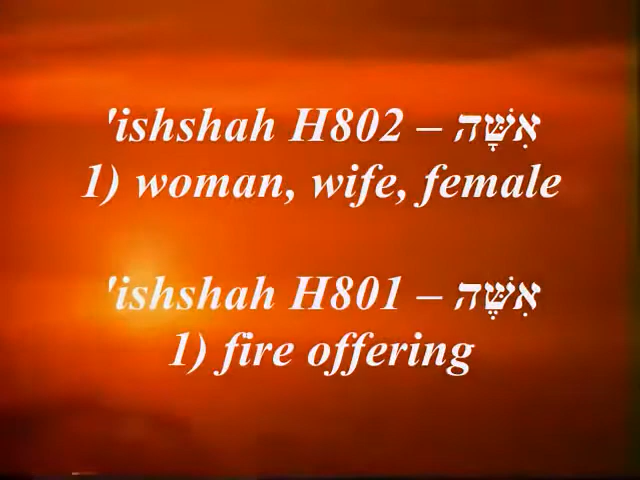 'ishshah H802 – אִשָּׁה
1) woman, wife, female
'ishshah H801 – אִשֶּׁה
1) fire offering